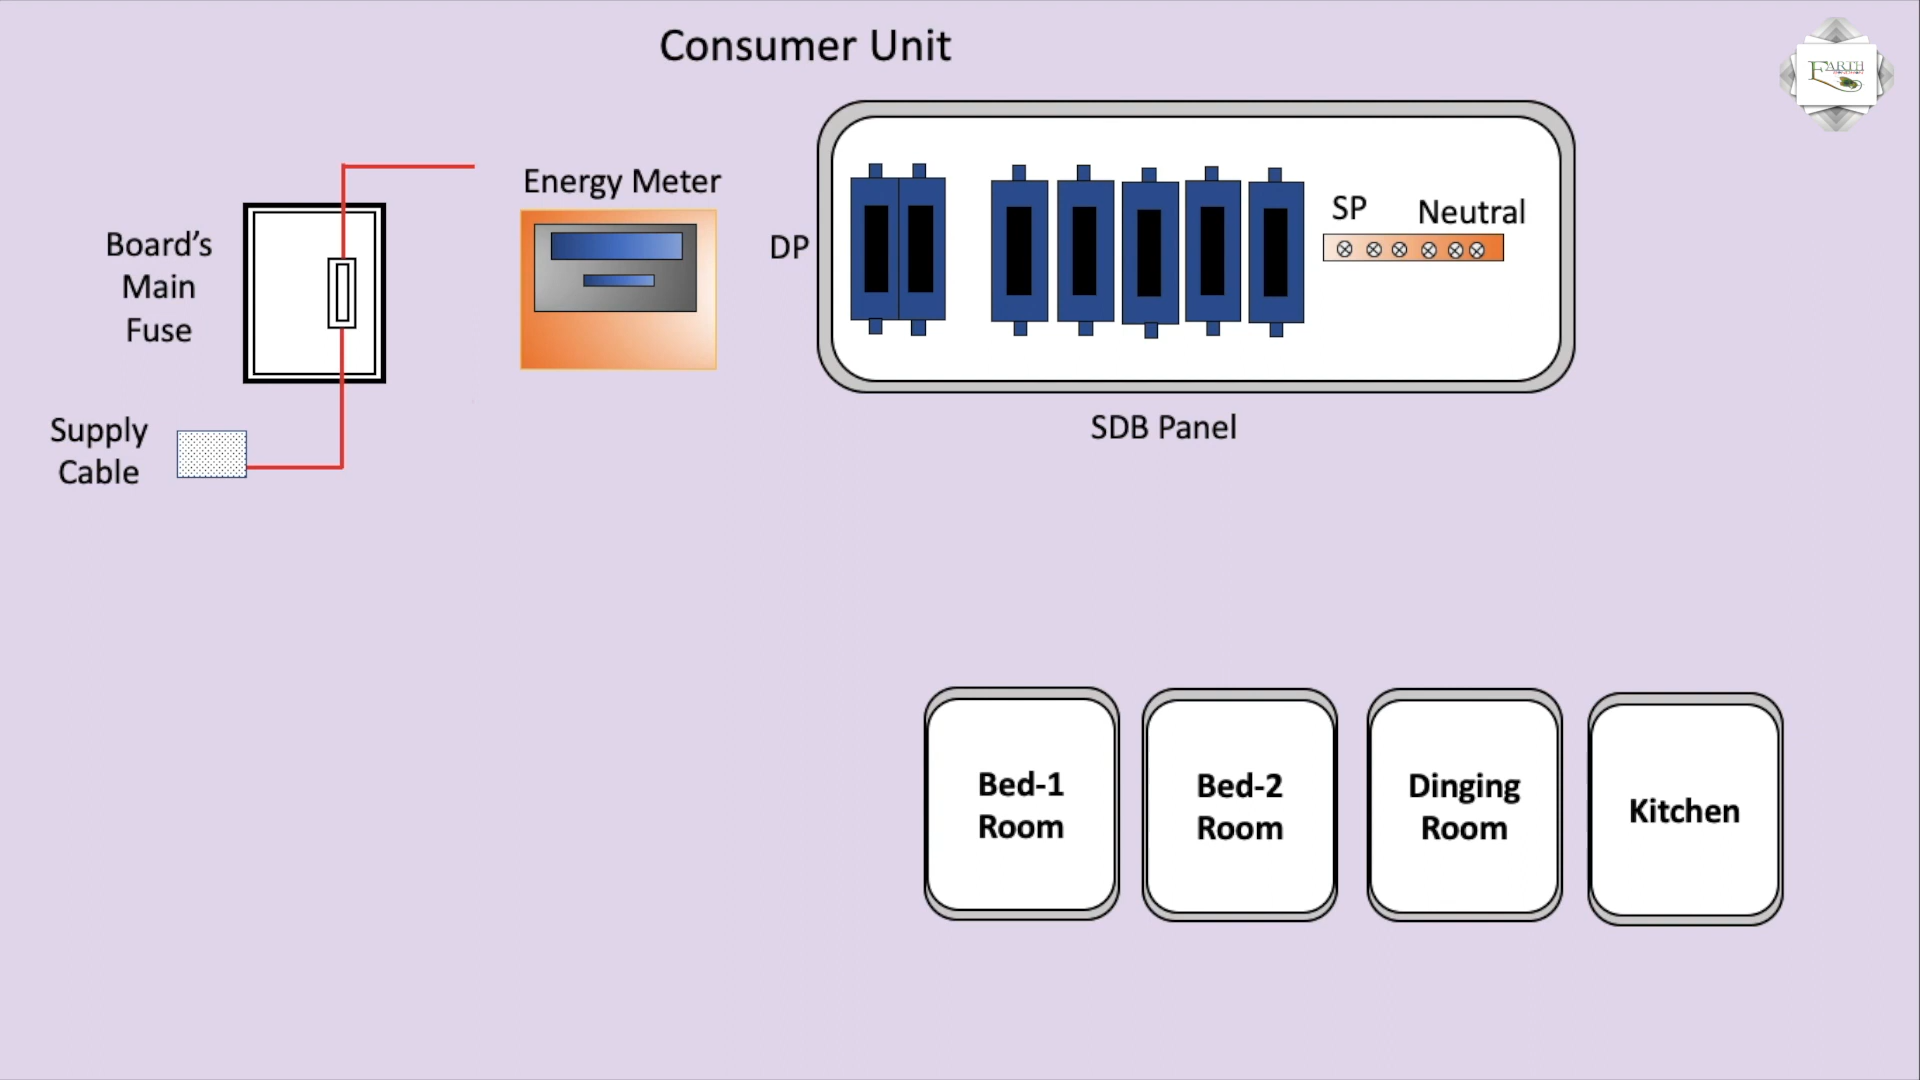 Consumer Unit
EARTH
Energy Meter
Board’s
Main
Fuse
DP
SP
Neutral
Supply
Cable
SDB Panel
Bed-1
Room
Bed-2
Room
Dinging
Room
Kitchen